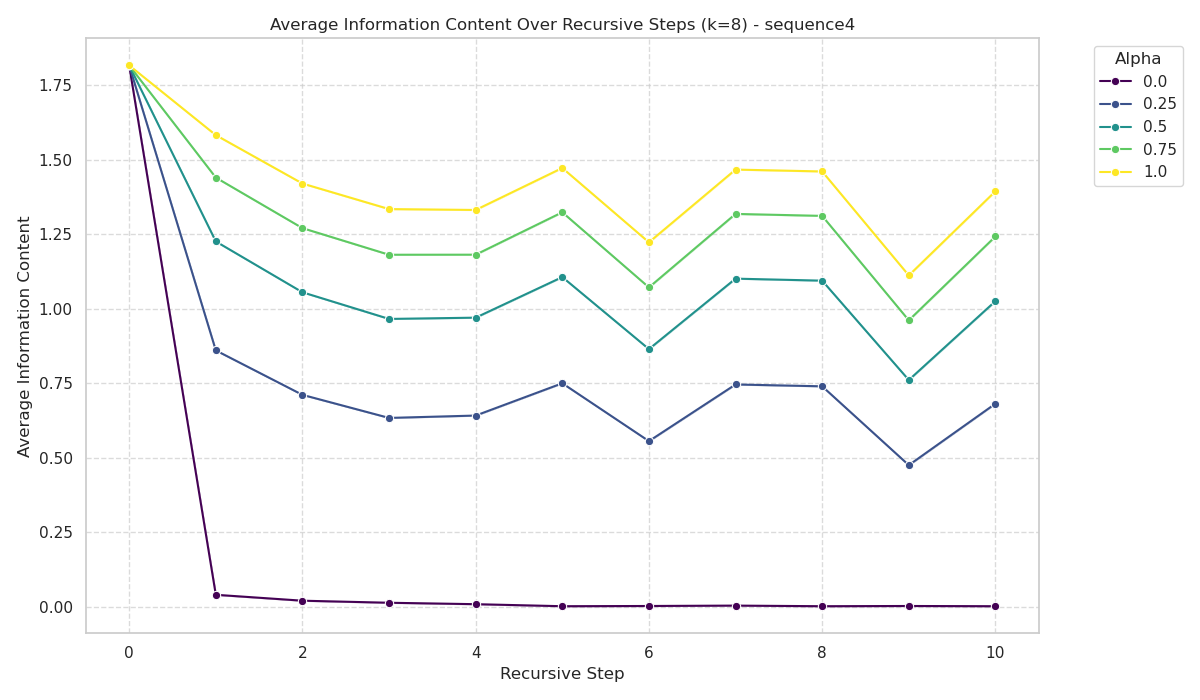 Average Information Content Over Recursive Steps (k=8) - sequence4
Alpha
0.0
0.25
0.5
0.75
1.0
Average Information Content
1.75
1.50
1.25
1.00
0.75
0.50
0.25
0.00
0 2 4 6 8 10
Recursive Step